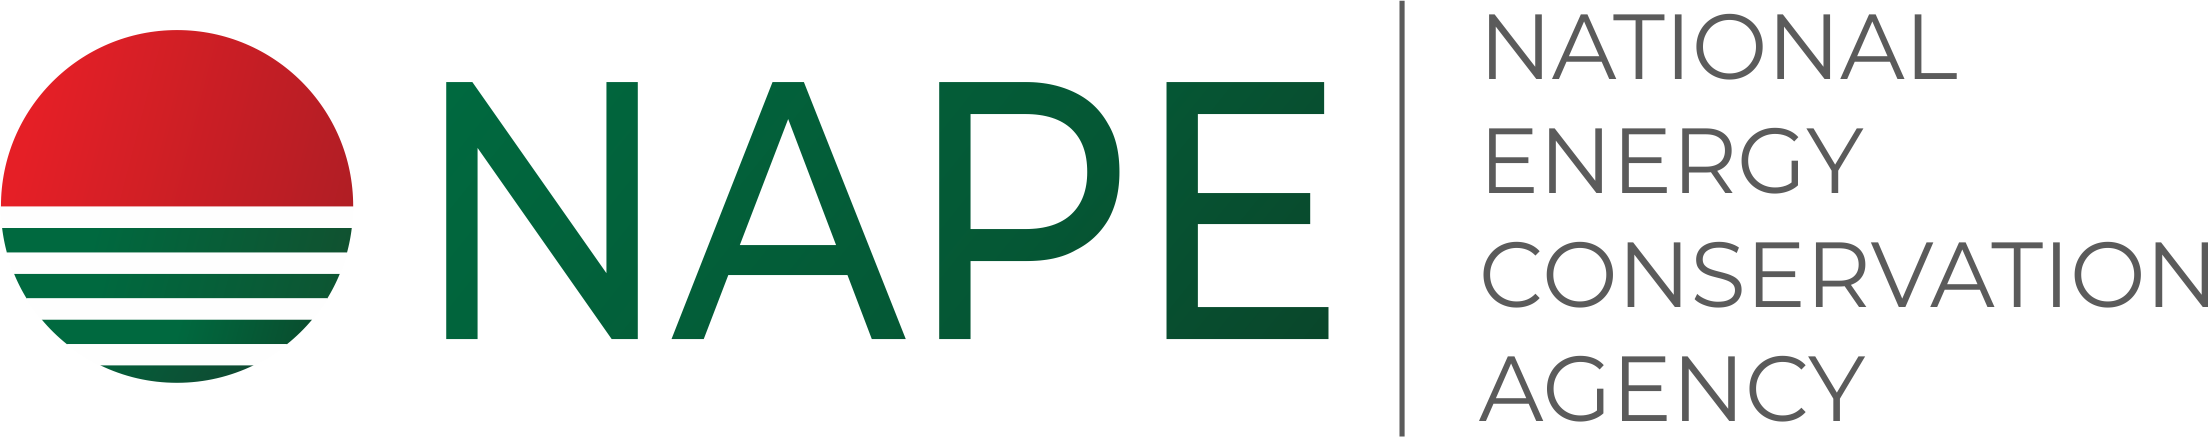 NAPE
NATIONAL
ENERGY
CONSERVATION
AGENCY